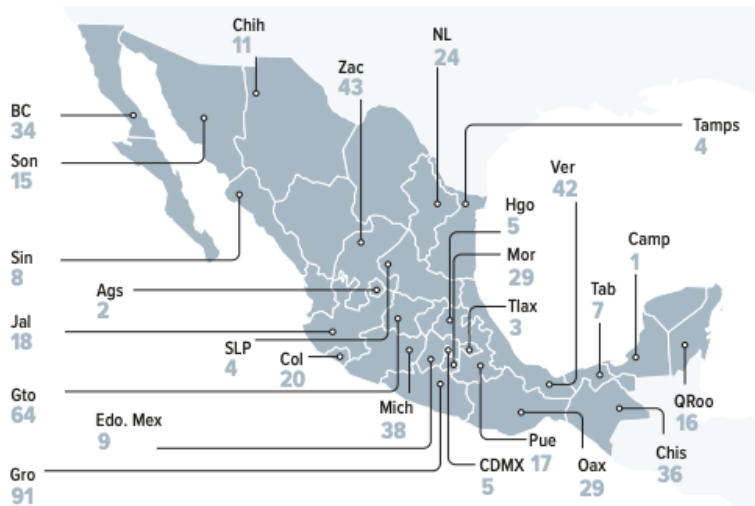 Chih
11
NL
24
Zac
43
BC
34
Tamps
4
Son
15
Ver
42
Hgo
5
Camp
1
Mor
29
Sin
8
Ags
2
Tab
7
Tlax
3
Jal
18
SLP
4
Col
20
Gto
64
Mich
38
QRoo
16
Edo. Mex
9
Pue
17
Chis
36
CDMX
5
Oax
29
Gro
91